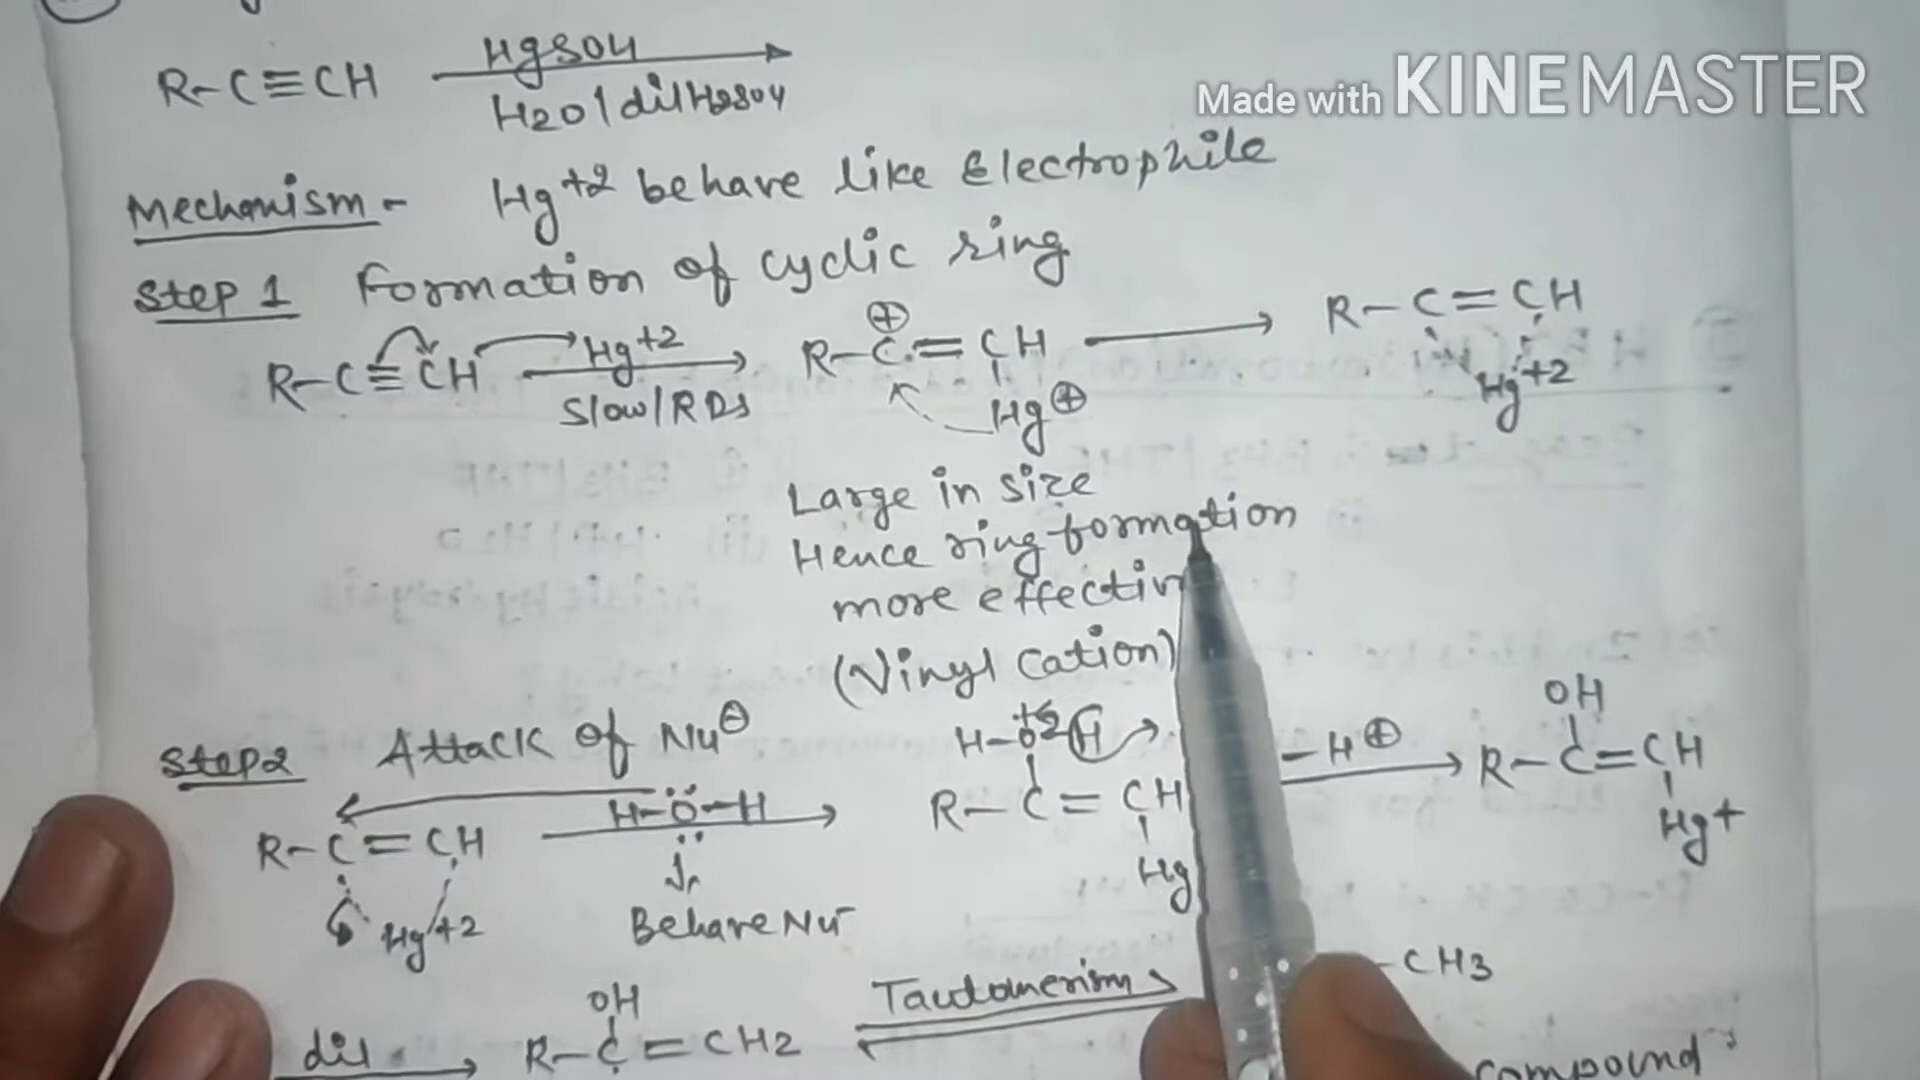 R-C≡CH HgSO4
H2O/dilH2SO4
Made with KINEMASTER
Mechanism - Hg+2 behave like Electrophile
Step 1 Formation of cyclic ring
R-C≡CH Hg+2 Slow/RDs R-C⊕=CH Hg⊕ R-C=CH Hg+2
Large in size
Hence ring formation
more effectiv
(Vinyl Cation)
Step2 Attack of Nu⊖
R-C=CH Hg+2 H-Ö-H H-O-H R-C=CH Hg -H⊕ OH R-C=CH Hg+
Behave Nu-
dil OH R-C=CH2 Tautomerism -CH3
compound